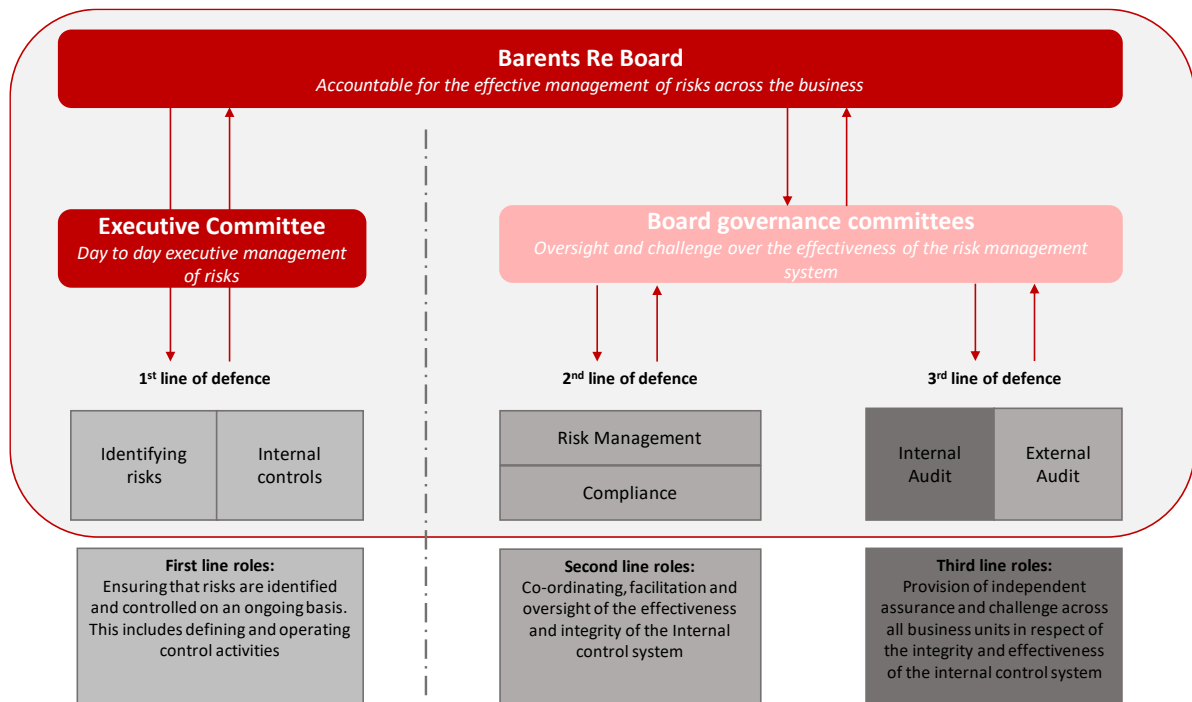 Barents Re Board
Accountable for the effective management of risks across the business
Executive Committee
Day to day executive management
of risks
Board governance committees
Oversight and challenge over the effectiveness of the risk management
system
1st line of defence
2nd line of defence
3rd line of defence
Identifying
risks
Internal
controls
Risk Management
Compliance
Internal
Audit
External
Audit
First line roles:
Ensuring that risks are identified
and controlled on an ongoing basis.
This includes defining and operating
control activities
Second line roles:
Co-ordinating, facilitation and
oversight of the effectiveness
and integrity of the Internal
control system
Third line roles:
Provision of independent
assurance and challenge across
all business units in respect of
the integrity and effectiveness
of the internal control system